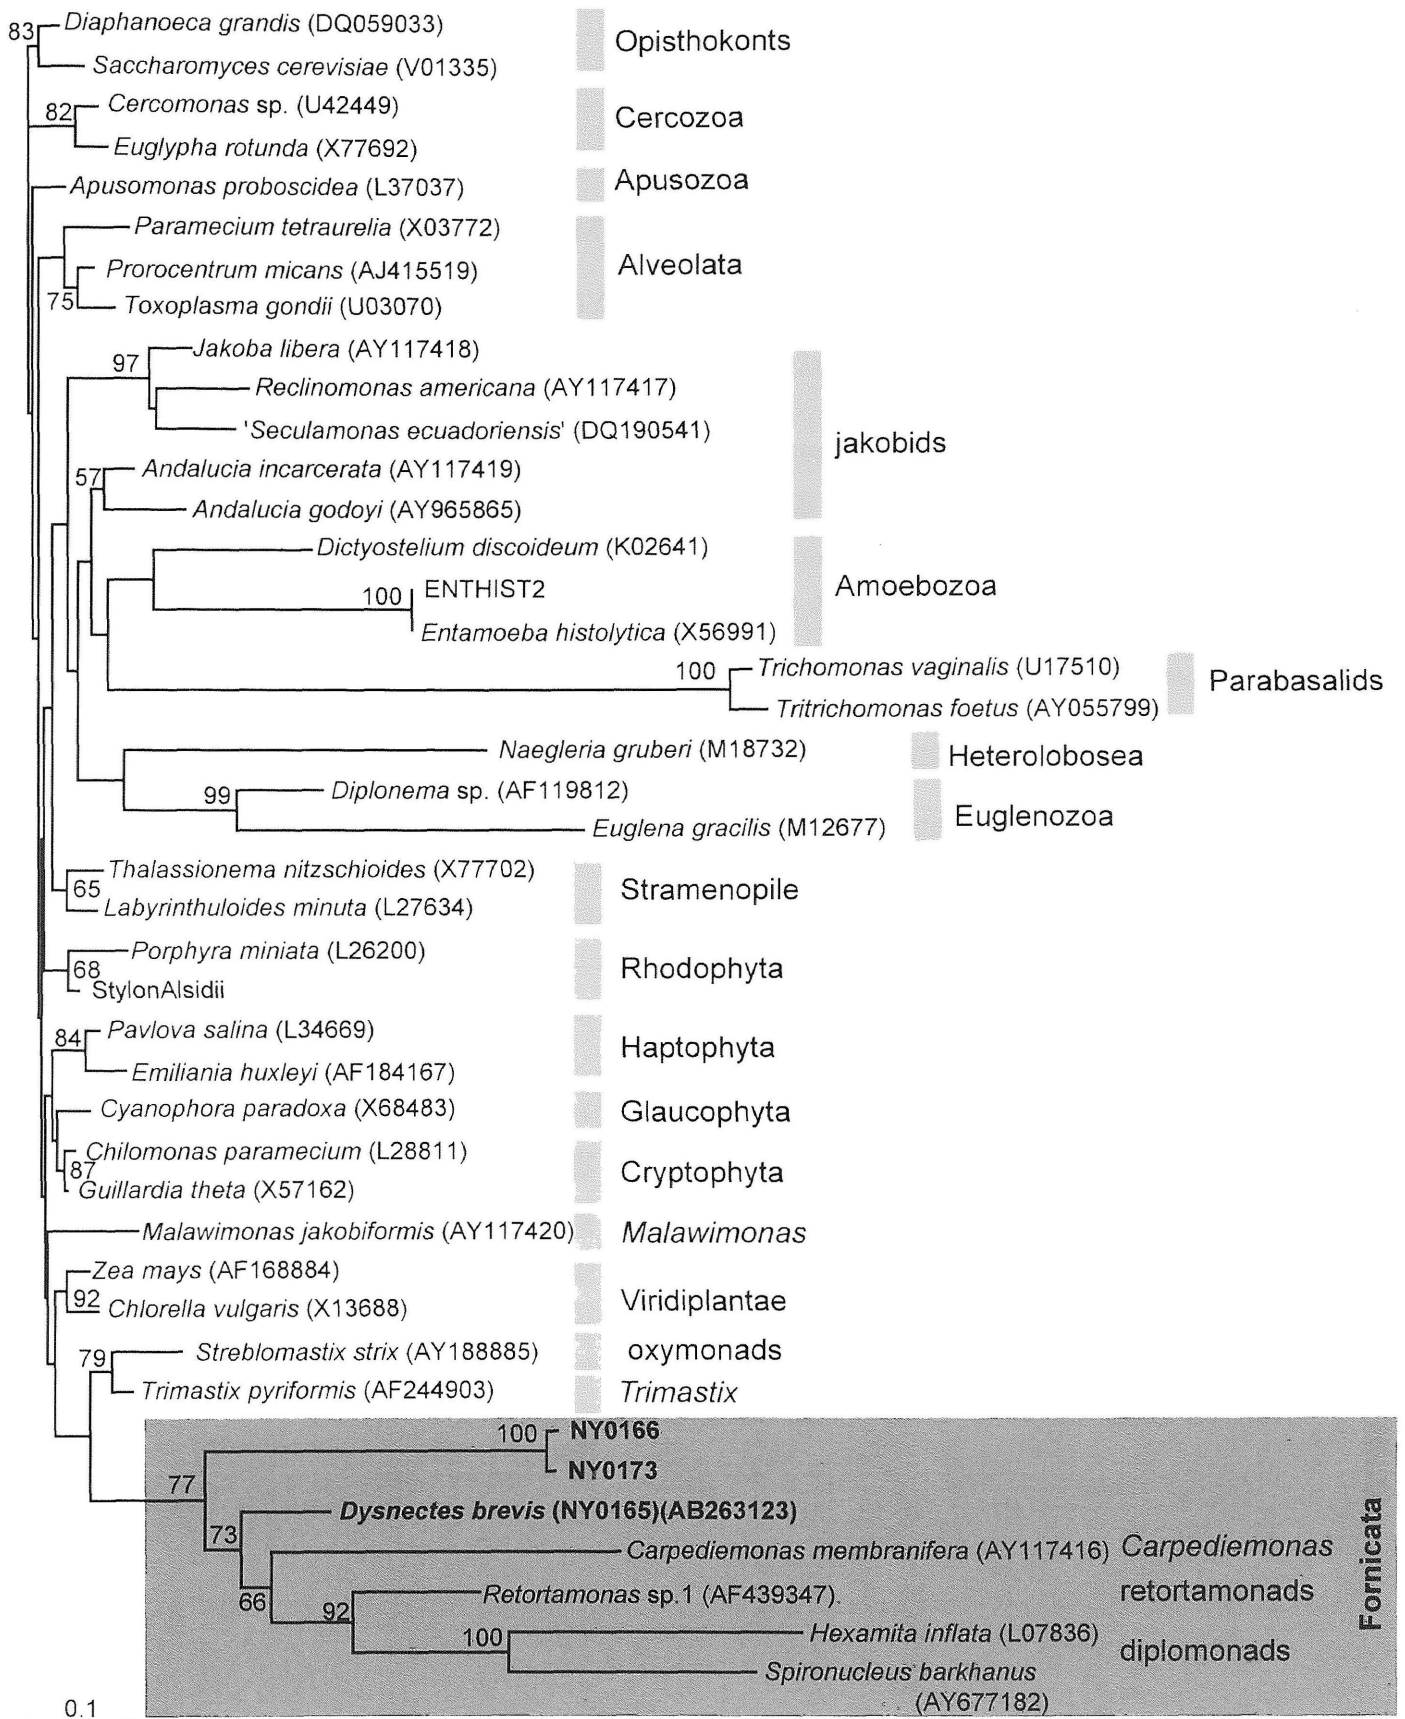 83
Diaphanoeca grandis (DQ059033)
Saccharomyces cerevisiae (V01335)
Opisthokonts
82
Cercomonas sp. (U42449)
Euglypha rotunda (X77692)
Cercozoa
Apusomonas proboscidea (L37037)
Apusozoa
Paramecium tetraurelia (X03772)
Prorocentrum micans (AJ415519)
75
Toxoplasma gondii (U03070)
Alveolata
97
Jakoba libera (AY117418)
Reclinomonas americana (AY117417)
'Seculamonas ecuadoriensis' (DQ190541)
57
Andalucia incarcerata (AY117419)
Andalucia godoyi (AY965865)
jakobids
Dictyostelium discoideum (K02641)
100
ENTHIST2
Entamoeba histolytica (X56991)
Amoebozoa
100
Trichomonas vaginalis (U17510)
Tritrichomonas foetus (AY055799)
Parabasalids
Naegleria gruberi (M18732)
Heterolobosea
99
Diplonema sp. (AF119812)
Euglena gracilis (M12677)
Euglenozoa
Thalassionema nitzschioides (X77702)
65
Labyrinthuloides minuta (L27634)
Stramenopile
Porphyra miniata (L26200)
68
StylonAlsidii
Rhodophyta
84
Pavlova salina (L34669)
Emiliania huxleyi (AF184167)
Haptophyta
Cyanophora paradoxa (X68483)
Glaucophyta
Chilomonas paramecium (L28811)
87
Guillardia theta (X57162)
Cryptophyta
Malawimonas jakobiformis (AY117420)
Malawimonas
Zea mays (AF168884)
92
Chlorella vulgaris (X13688)
Viridiplantae
79
Streblomastix strix (AY188885)
oxymonads
Trimastix pyriformis (AF244903)
Trimastix
100
NY0166
NY0173
77
Dysnectes brevis (NY0165)(AB263123)
73
Carpediemonas membranifera (AY117416)
Carpediemonas
66
Retortamonas sp.1 (AF439347).
retortamonads
92
100
Hexamita inflata (L07836)
Spironucleus barkhanus
(AY677182)
diplomonads
Fornicata
0.1